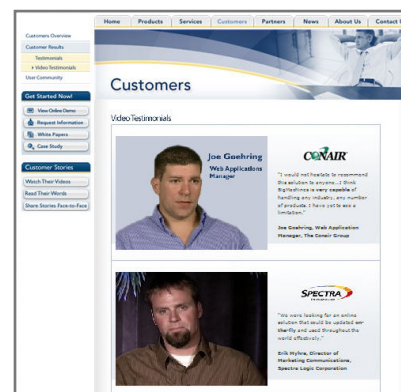 Home Products Services Customers Partners News About Us Contact
Customers Overview
Customer Results
Testimonials
Video Testimonials
User Community
Get Started Now!
View Online Demo
Request Information
White Papers
Case Study
Customer Stories
Watch Their Videos
Read Their Words
Share Stories Face-to-Face
Customers
Video Testimonials
Joe Goehring
Web Applications
Manager
CONAIR
"I would not hesitate to recommend
this solution to anyone...I think
BigMachines is very capable of
handling any industry, any number
of products. I have yet to see a
limitation."
Joe Goehring, Web Application
Manager, The Conair Group
SPECTRA
"We were looking for an online
solution that could be updated
and used throughout the
world effectively."
Erik Myhre, Director of
Marketing Communications,
Spectra Logic Corporation